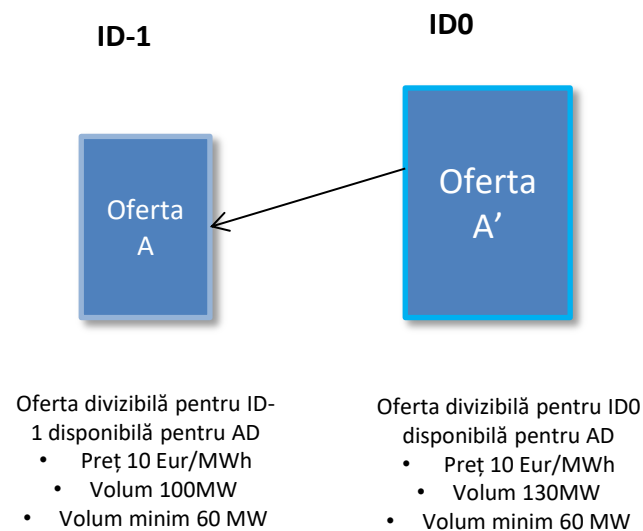 ID-1
ID0
Oferta
A
Oferta
A’
Oferta divizibilă pentru ID-
1 disponibilă pentru AD
• Preț 10 Eur/MWh
• Volum 100MW
• Volum minim 60 MW
Oferta divizibilă pentru ID0
disponibilă pentru AD
• Preț 10 Eur/MWh
• Volum 130MW
• Volum minim 60 MW